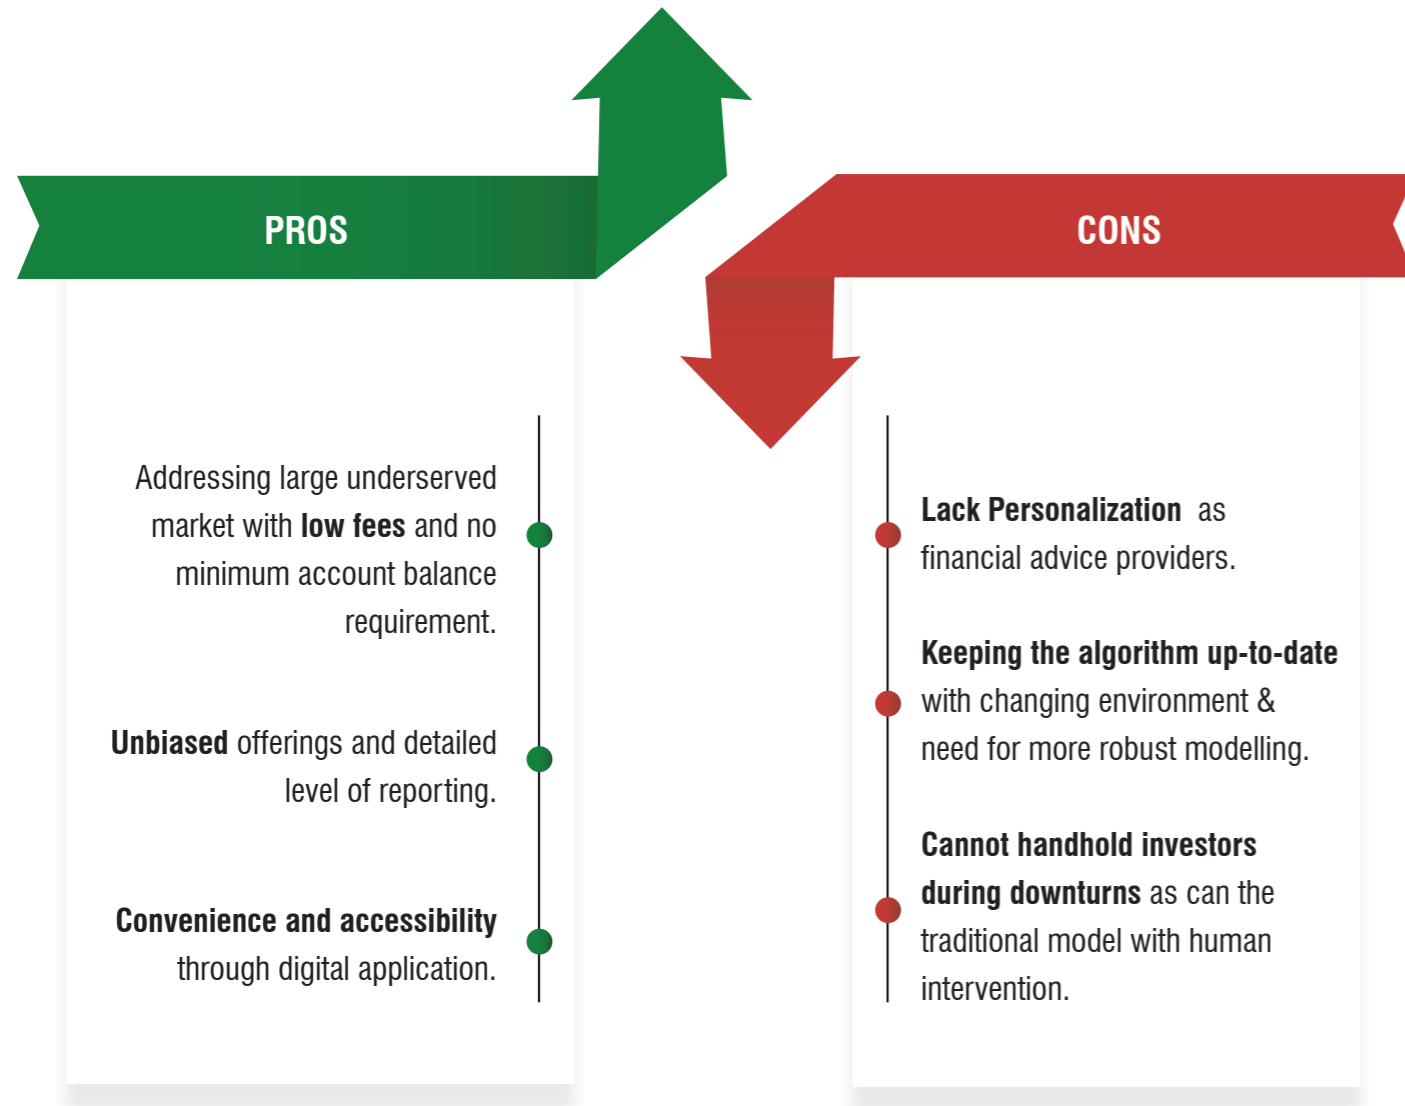 PROS
Addressing large underserved
market with low fees and no
minimum account balance
requirement.
Unbiased offerings and detailed
level of reporting.
Convenience and accessibility
through digital application.
CONS
Lack Personalization as
financial advice providers.
Keeping the algorithm up-to-date
with changing environment &
need for more robust modelling.
Cannot handhold investors
during downturns as can the
traditional model with human
intervention.